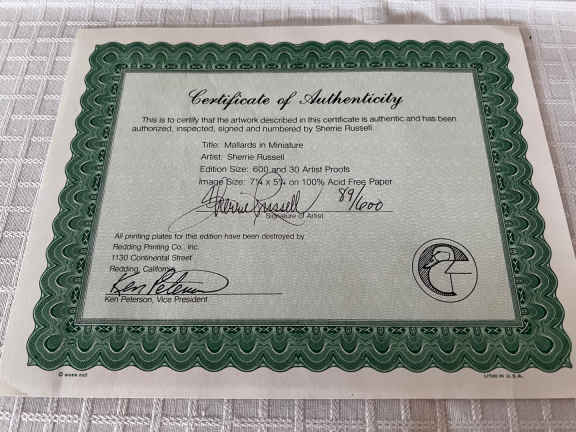 Certificate of Authenticity
This is to certify that the artwork described in this certificate is authentic and has been
authorized, inspected, signed and numbered by Sherrie Russell.
Title: Mallards in Miniature
Artist: Sherrie Russell
Edition Size: 600 and 30 Artist Proofs
Image Size: 7¼ x 5¼ on 100% Acid Free Paper
Sherrie Russell 89/600
Signature of Artist
All printing plates for this edition have been destroyed by
Redding Printing Co., Inc.
1130 Continental Street
Redding, California
Ken Peterson
Ken Peterson, Vice President
LITHO IN U.S.A.